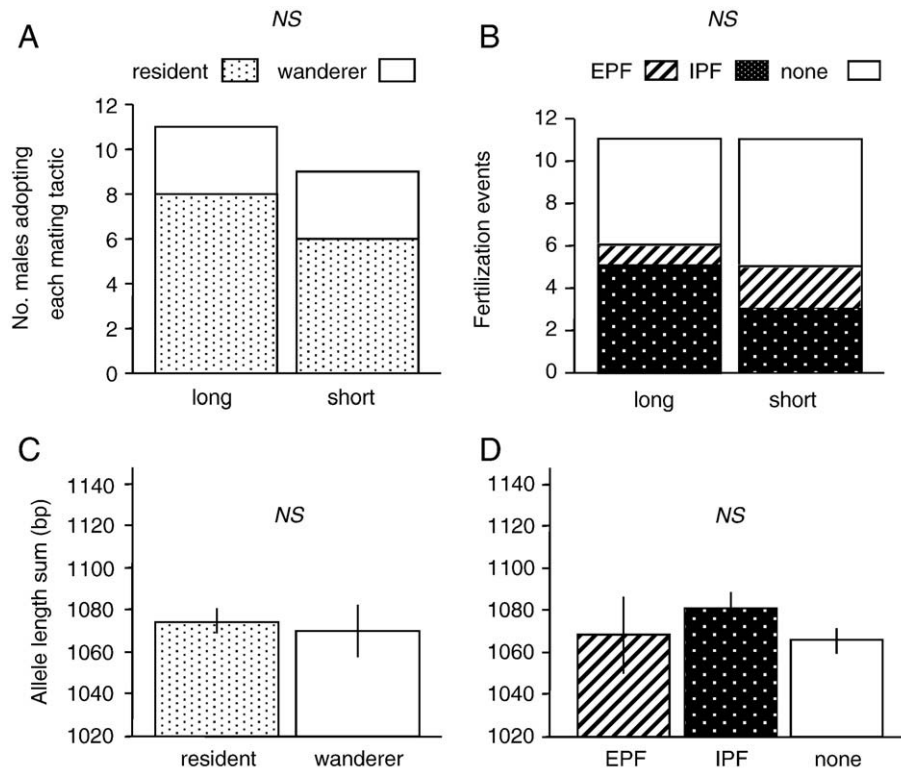 A
NS
resident
wanderer
No. males adopting
each mating tactic
12
10
8
6
4
2
0
long
short
B
NS
EPF
IPF
none
Fertilization events
12
10
8
6
4
2
0
long
short
C
Allele length sum (bp)
1140
1120
1100
1080
1060
1040
1020
NS
resident
wanderer
D
1140
1120
1100
1080
1060
1040
1020
NS
EPF
IPF
none